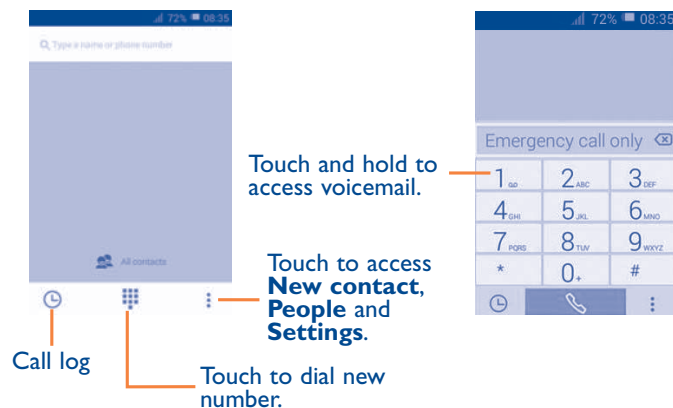 72% 08:35
Type a name or phone number
All contacts
Call log
Touch to dial new
number.
Touch to access
New contact,
People and
Settings.
Touch and hold to
access voicemail.
72% 08:35
Emergency call only
1 2 ABC 3 DEF
4 GHI 5 JKL 6 MNO
7 PQRS 8 TUV 9 WXYZ
* 0 + #